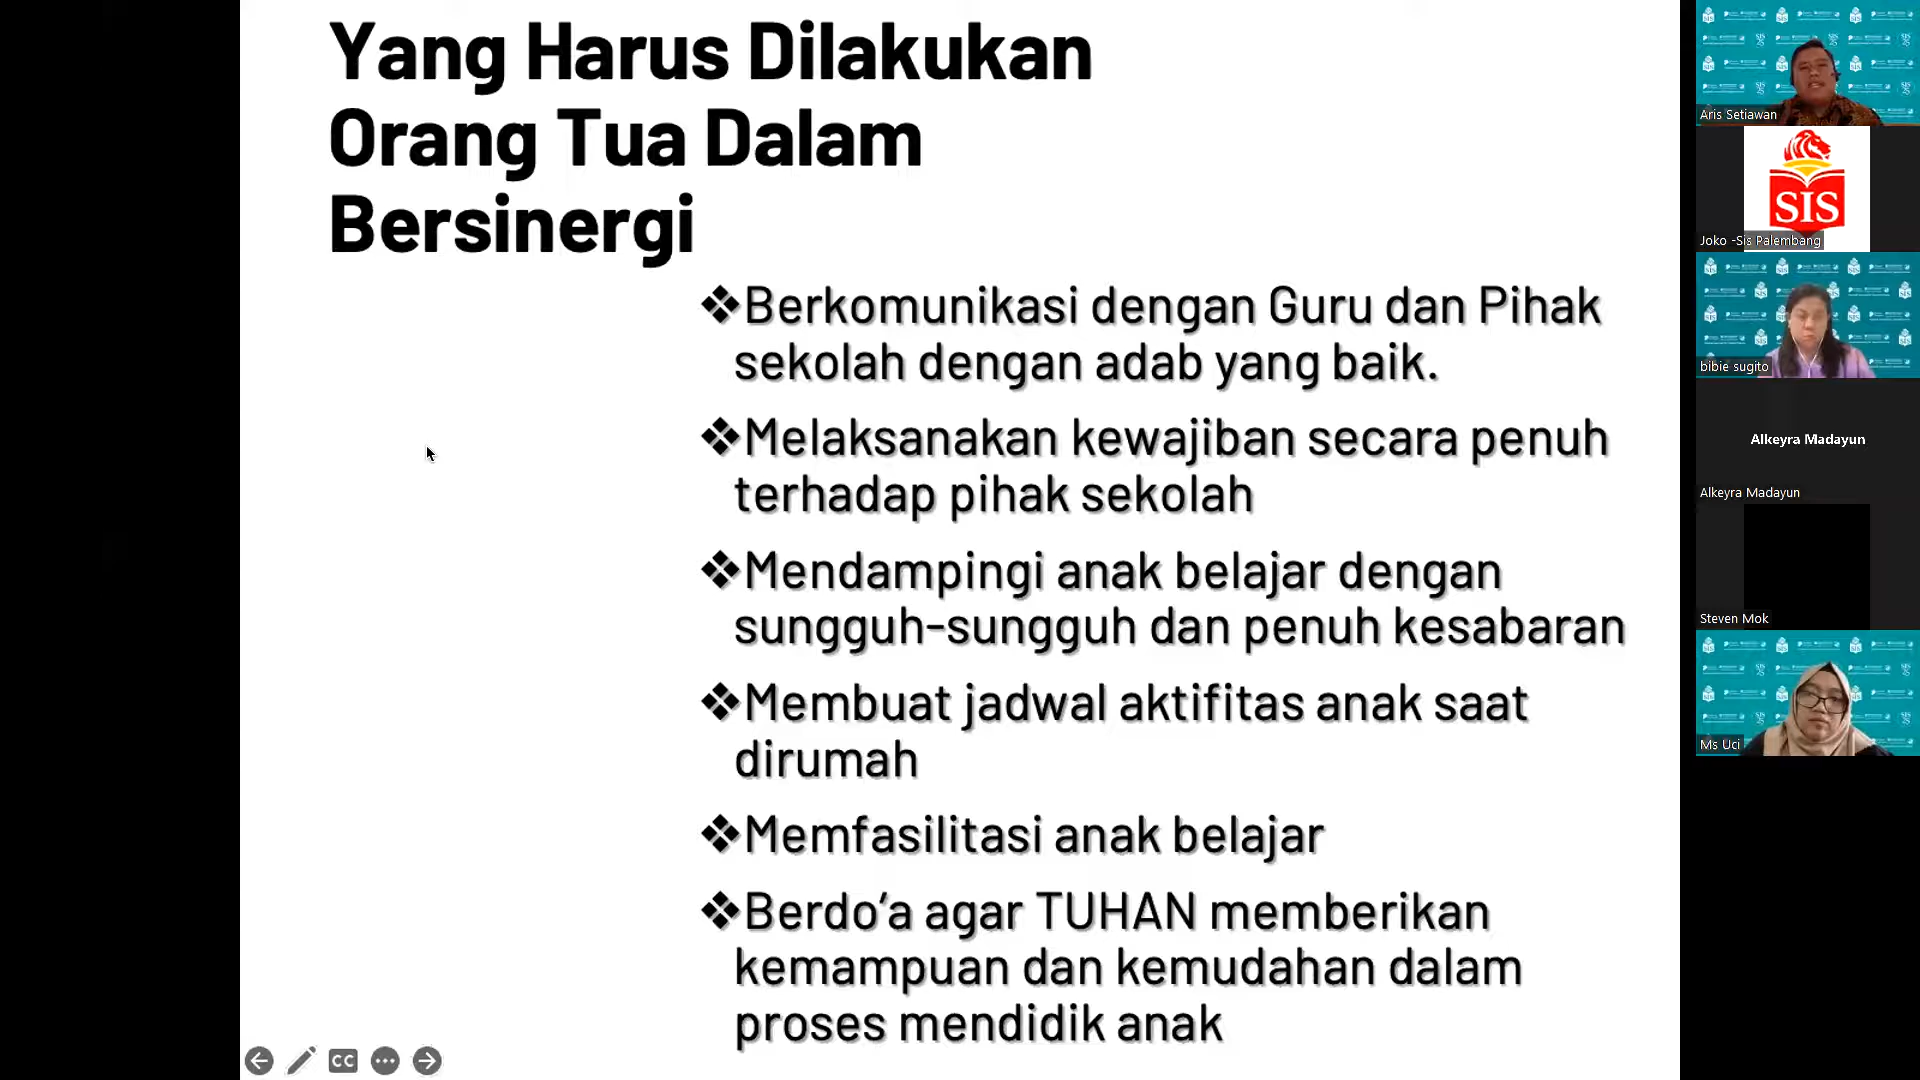 Yang Harus Dilakukan
Orang Tua Dalam
Bersinergi
❖Berkomunikasi dengan Guru dan Pihak
sekolah dengan adab yang baik.
❖Melaksanakan kewajiban secara penuh
terhadap pihak sekolah
❖Mendampingi anak belajar dengan
sungguh-sungguh dan penuh kesabaran
❖Membuat jadwal aktifitas anak saat
dirumah
❖Memfasilitasi anak belajar
❖Berdo’a agar TUHAN memberikan
kemampuan dan kemudahan dalam
proses mendidik anak
CC
Aris Setiawan
SIS
Joko -Sis Palembang
bibie sugito
Alkeyra Madayun
Alkeyra Madayun
Steven Mok
Ms Uci